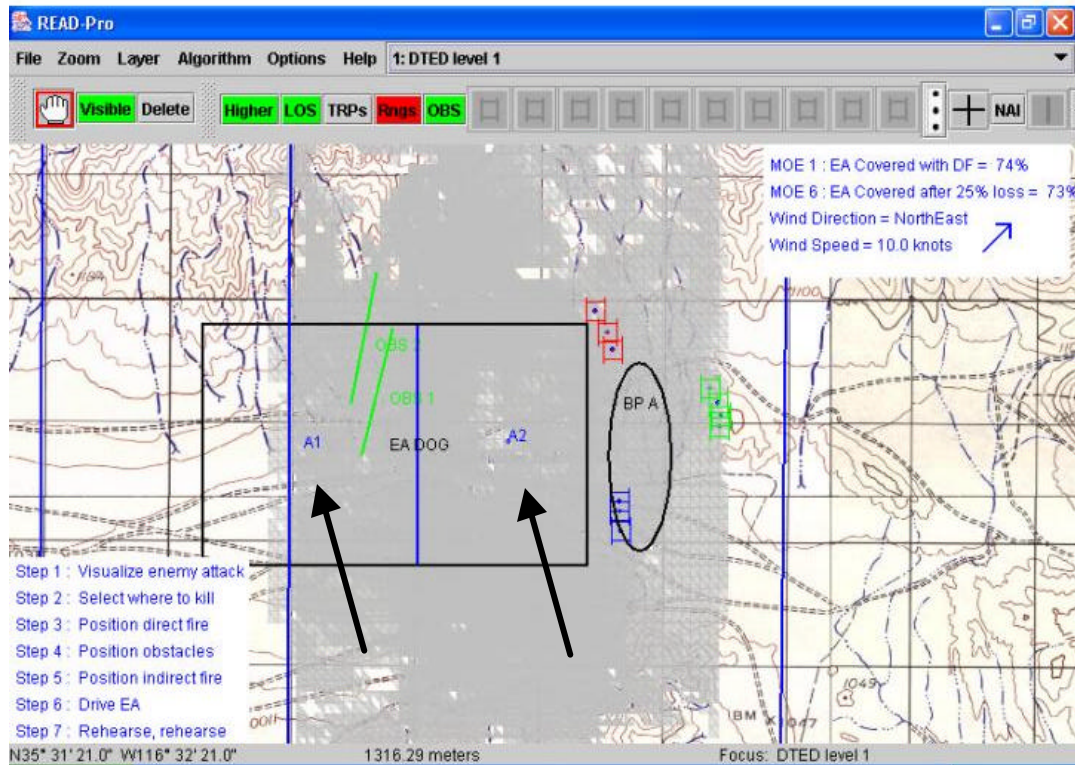 READ-Pro
File Zoom Layer Algorithm Options Help 1: DTED level 1
Visible Delete Higher LOS TRPs Rngs OBS NAI
3003
MOE 1 : EA Covered with DF = 74%
MOE 6 : EA Covered after 25% loss = 73%
Wind Direction = NorthEast
Wind Speed = 10.0 knots
1100
OBS 2
OBS 1
BP A
A1
EA DOG
A2
Step 1 : Visualize enemy attack
Step 2 : Select where to kill
Step 3 : Position direct fire
Step 4 : Position obstacles
Step 5 : Position indirect fire
Step 6 : Drive EA
Step 7 : Rehearse, rehearse
1049
BM X 1047
N35° 31' 21.0" W116° 32' 21.0" 1316.29 meters Focus: DTED level 1